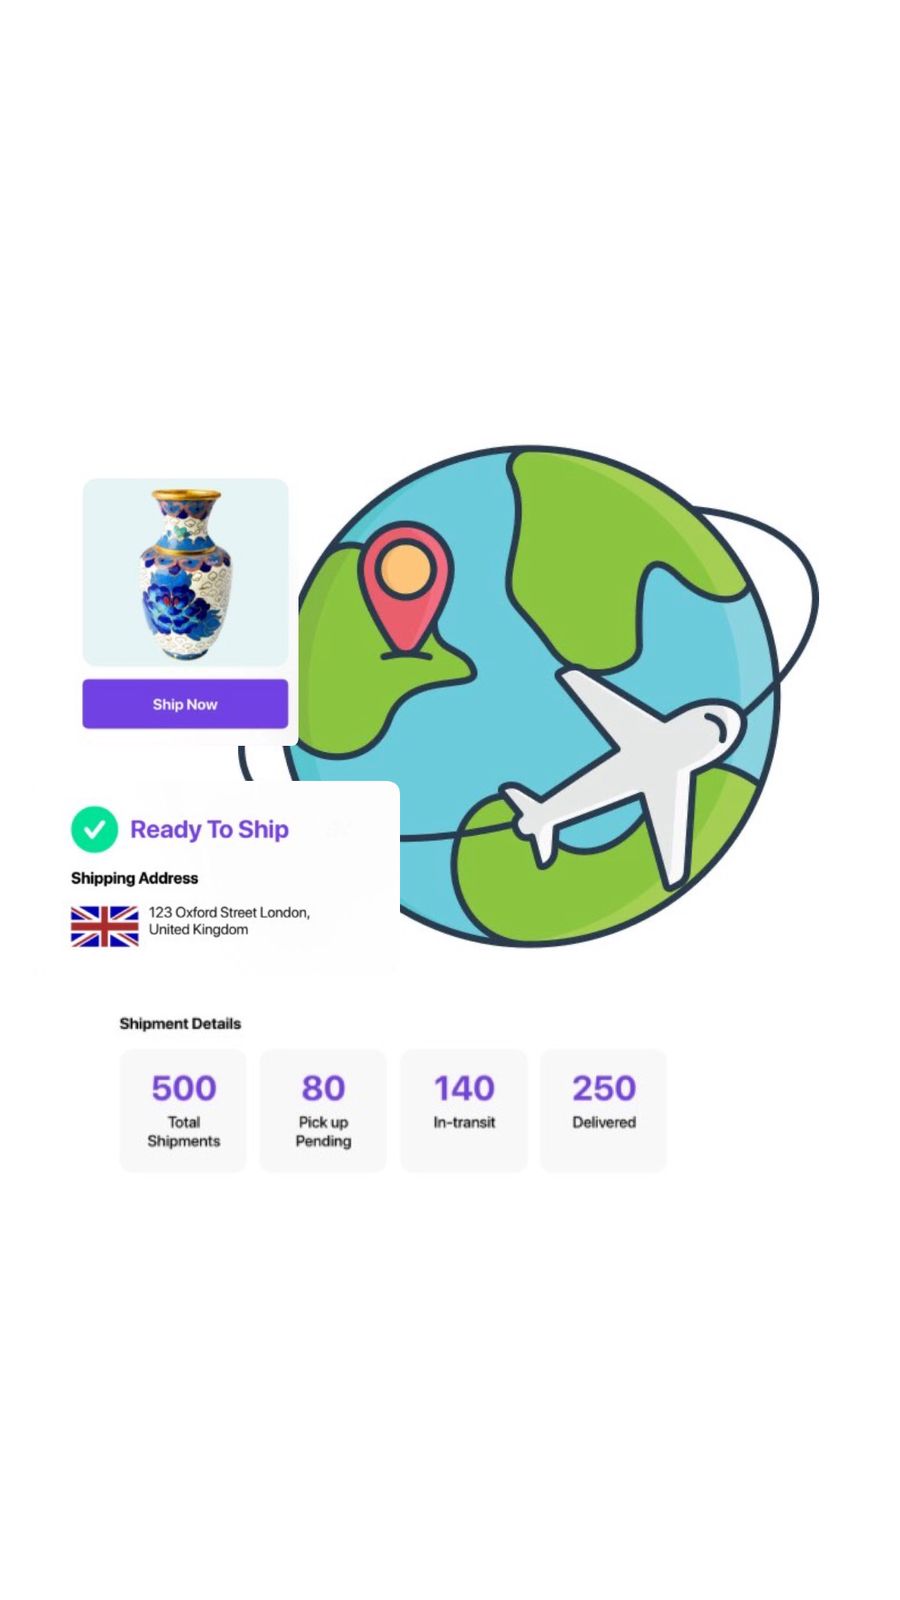 Ship Now
Ready To Ship
Shipping Address
123 Oxford Street London,
United Kingdom
Shipment Details
500
Total
Shipments
80
Pick up
Pending
140
In-transit
250
Delivered